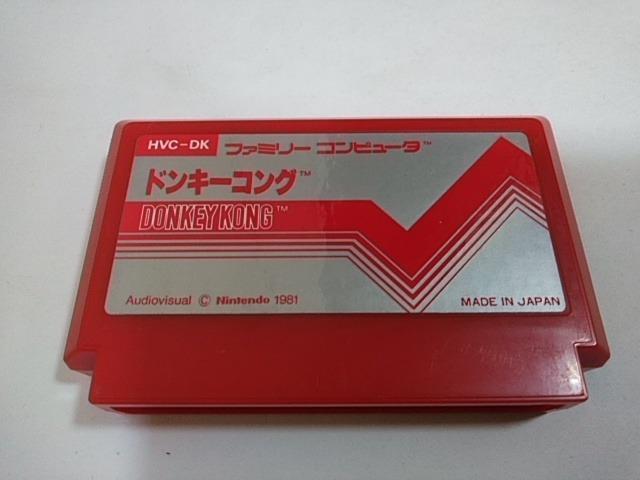 HVC-DK ファミリー コンピュータ™
ドンキーコング™
DONKEY KONG™
Audiovisual © Nintendo 1981
MADE IN JAPAN